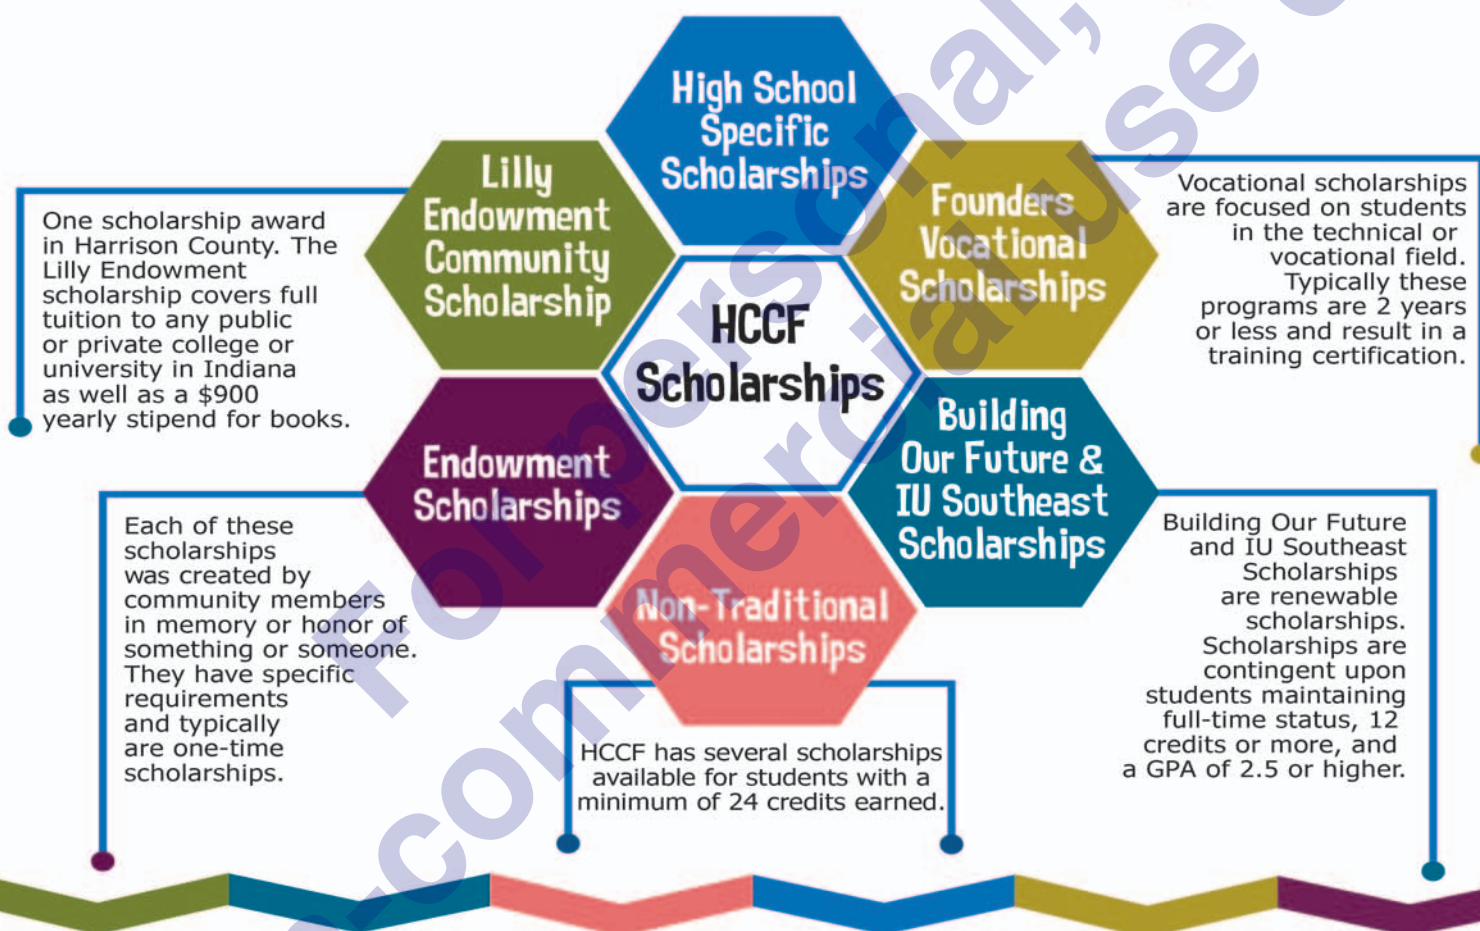 High School
Specific
Scholarships
Lilly
Endowment
Community
Scholarship
Founders
Vocational
Scholarships
HCCF
Scholarships
Endowment
Scholarships
Building
Our Future &
IU Southeast
Scholarships
Non-Traditional
Scholarships
One scholarship award
in Harrison County. The
Lilly Endowment
scholarship covers full
tuition to any public
or private college or
university in Indiana
as well as a $900
yearly stipend for books.
Vocational scholarships
are focused on students
in the technical or
vocational field.
Typically these
programs are 2 years
or less and result in a
training certification.
Each of these
scholarships
was created by
community members
in memory or honor of
something or someone.
They have specific
requirements
and typically
are one-time
scholarships.
HCCF has several scholarships
available for students with a
minimum of 24 credits earned.
Building Our Future
and IU Southeast
Scholarships
are renewable
scholarships.
Scholarships are
contingent upon
students maintaining
full-time status, 12
credits or more, and
a GPA of 2.5 or higher.
For personal,
commercial use